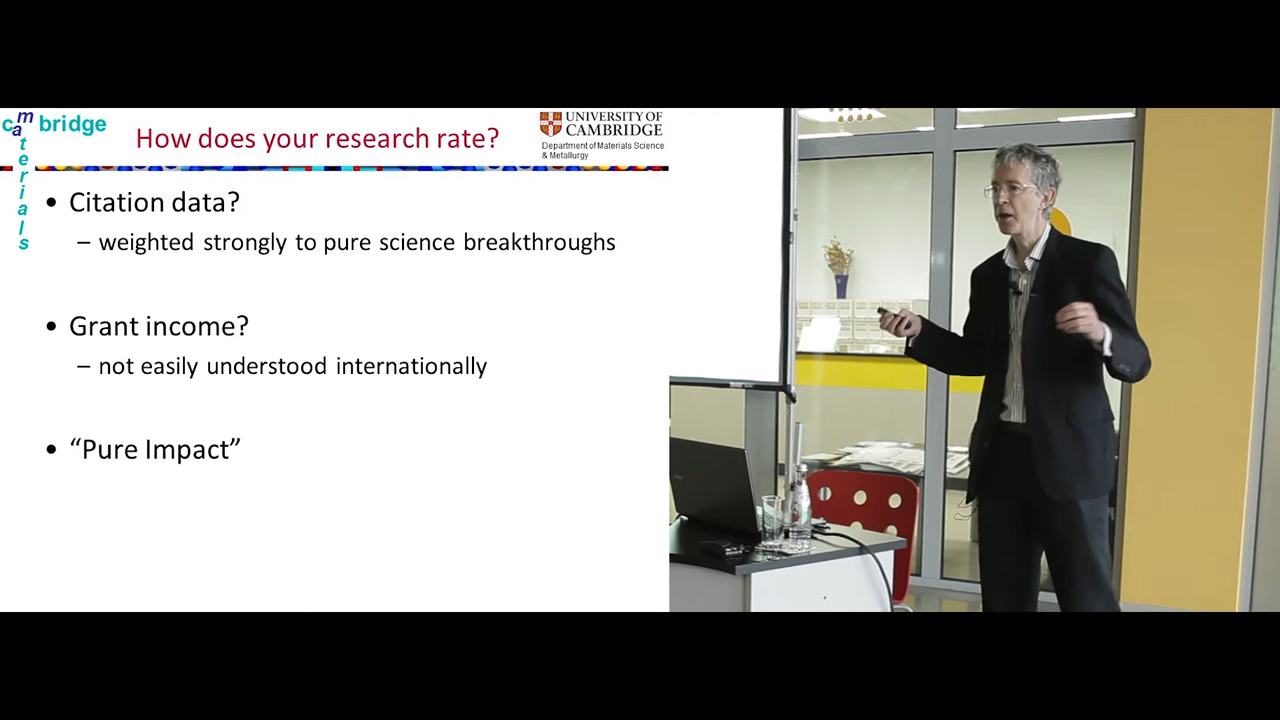 cambridge
materials
How does your research rate?
UNIVERSITY OF
CAMBRIDGE
Department of Materials Science
& Metallurgy
• Citation data?
– weighted strongly to pure science breakthroughs
• Grant income?
– not easily understood internationally
• “Pure Impact”